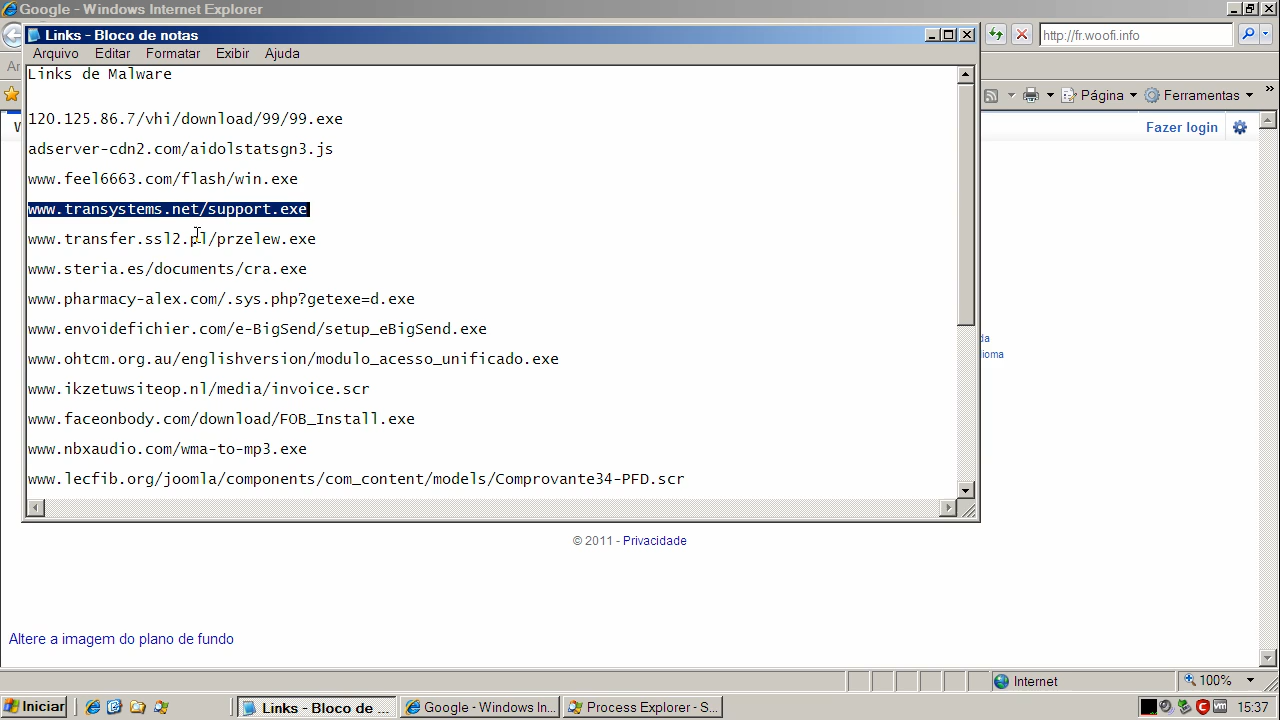 Google - Windows Internet Explorer
Links - Bloco de notas
Arquivo Editar Formatar Exibir Ajuda
http://fr.woofi.info
Página Ferramentas
Links de Malware
Fazer login
120.125.86.7/vhi/download/99/99.exe
adserver-cdn2.com/aidolstatsgn3.js
www.feel6663.com/flash/win.exe
www.transystems.net/support.exe
www.transfer.ssl2.pl/przelew.exe
www.steria.es/documents/cra.exe
www.pharmacy-alex.com/.sys.php?getexe=d.exe
www.envoidefichier.com/e-BigSend/setup_eBigSend.exe
www.ohtcm.org.au/englishversion/modulo_acesso_unificado.exe
www.ikzetuwsiteop.nl/media/invoice.scr
www.faceonbody.com/download/FOB_Install.exe
www.nbxaudio.com/wma-to-mp3.exe
www.lecfib.org/joomla/components/com_content/models/Comprovante34-PFD.scr
© 2011 - Privacidade
Altere a imagem do plano de fundo
Internet 100%
Iniciar Links - Bloco de ... Google - Windows In... Process Explorer - S... 15:37